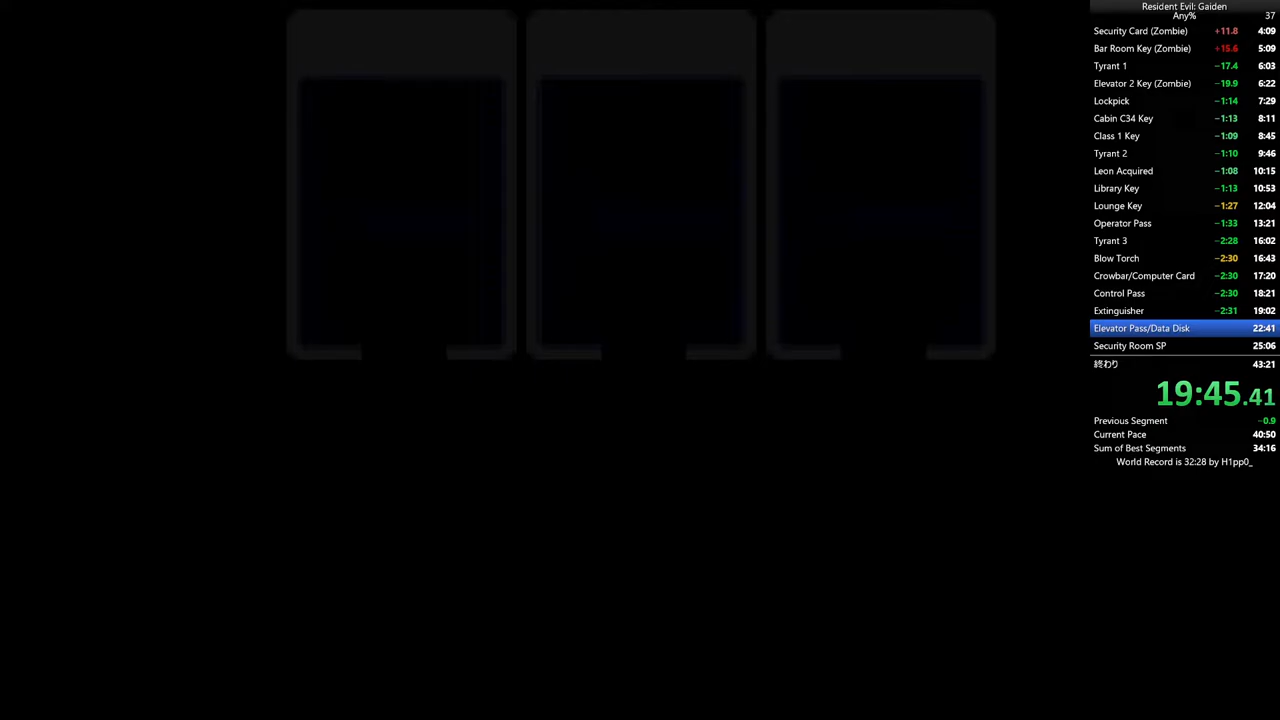 Resident Evil: Gaiden
Any% 37
Security Card (Zombie) +11.8 4:09
Bar Room Key (Zombie) +15.6 5:09
Tyrant 1 −17.4 6:03
Elevator 2 Key (Zombie) −19.9 6:22
Lockpick −1:14 7:29
Cabin C34 Key −1:13 8:11
Class 1 Key −1:09 8:45
Tyrant 2 −1:10 9:46
Leon Acquired −1:08 10:15
Library Key −1:13 10:53
Lounge Key −1:27 12:04
Operator Pass −1:33 13:21
Tyrant 3 −2:28 16:02
Blow Torch −2:30 16:43
Crowbar/Computer Card −2:30 17:20
Control Pass −2:30 18:21
Extinguisher −2:31 19:02
Elevator Pass/Data Disk 22:41
Security Room SP 25:06
終わり 43:21
19:45.41
Previous Segment −0.9
Current Pace 40:50
Sum of Best Segments 34:16
World Record is 32:28 by H1pp0_